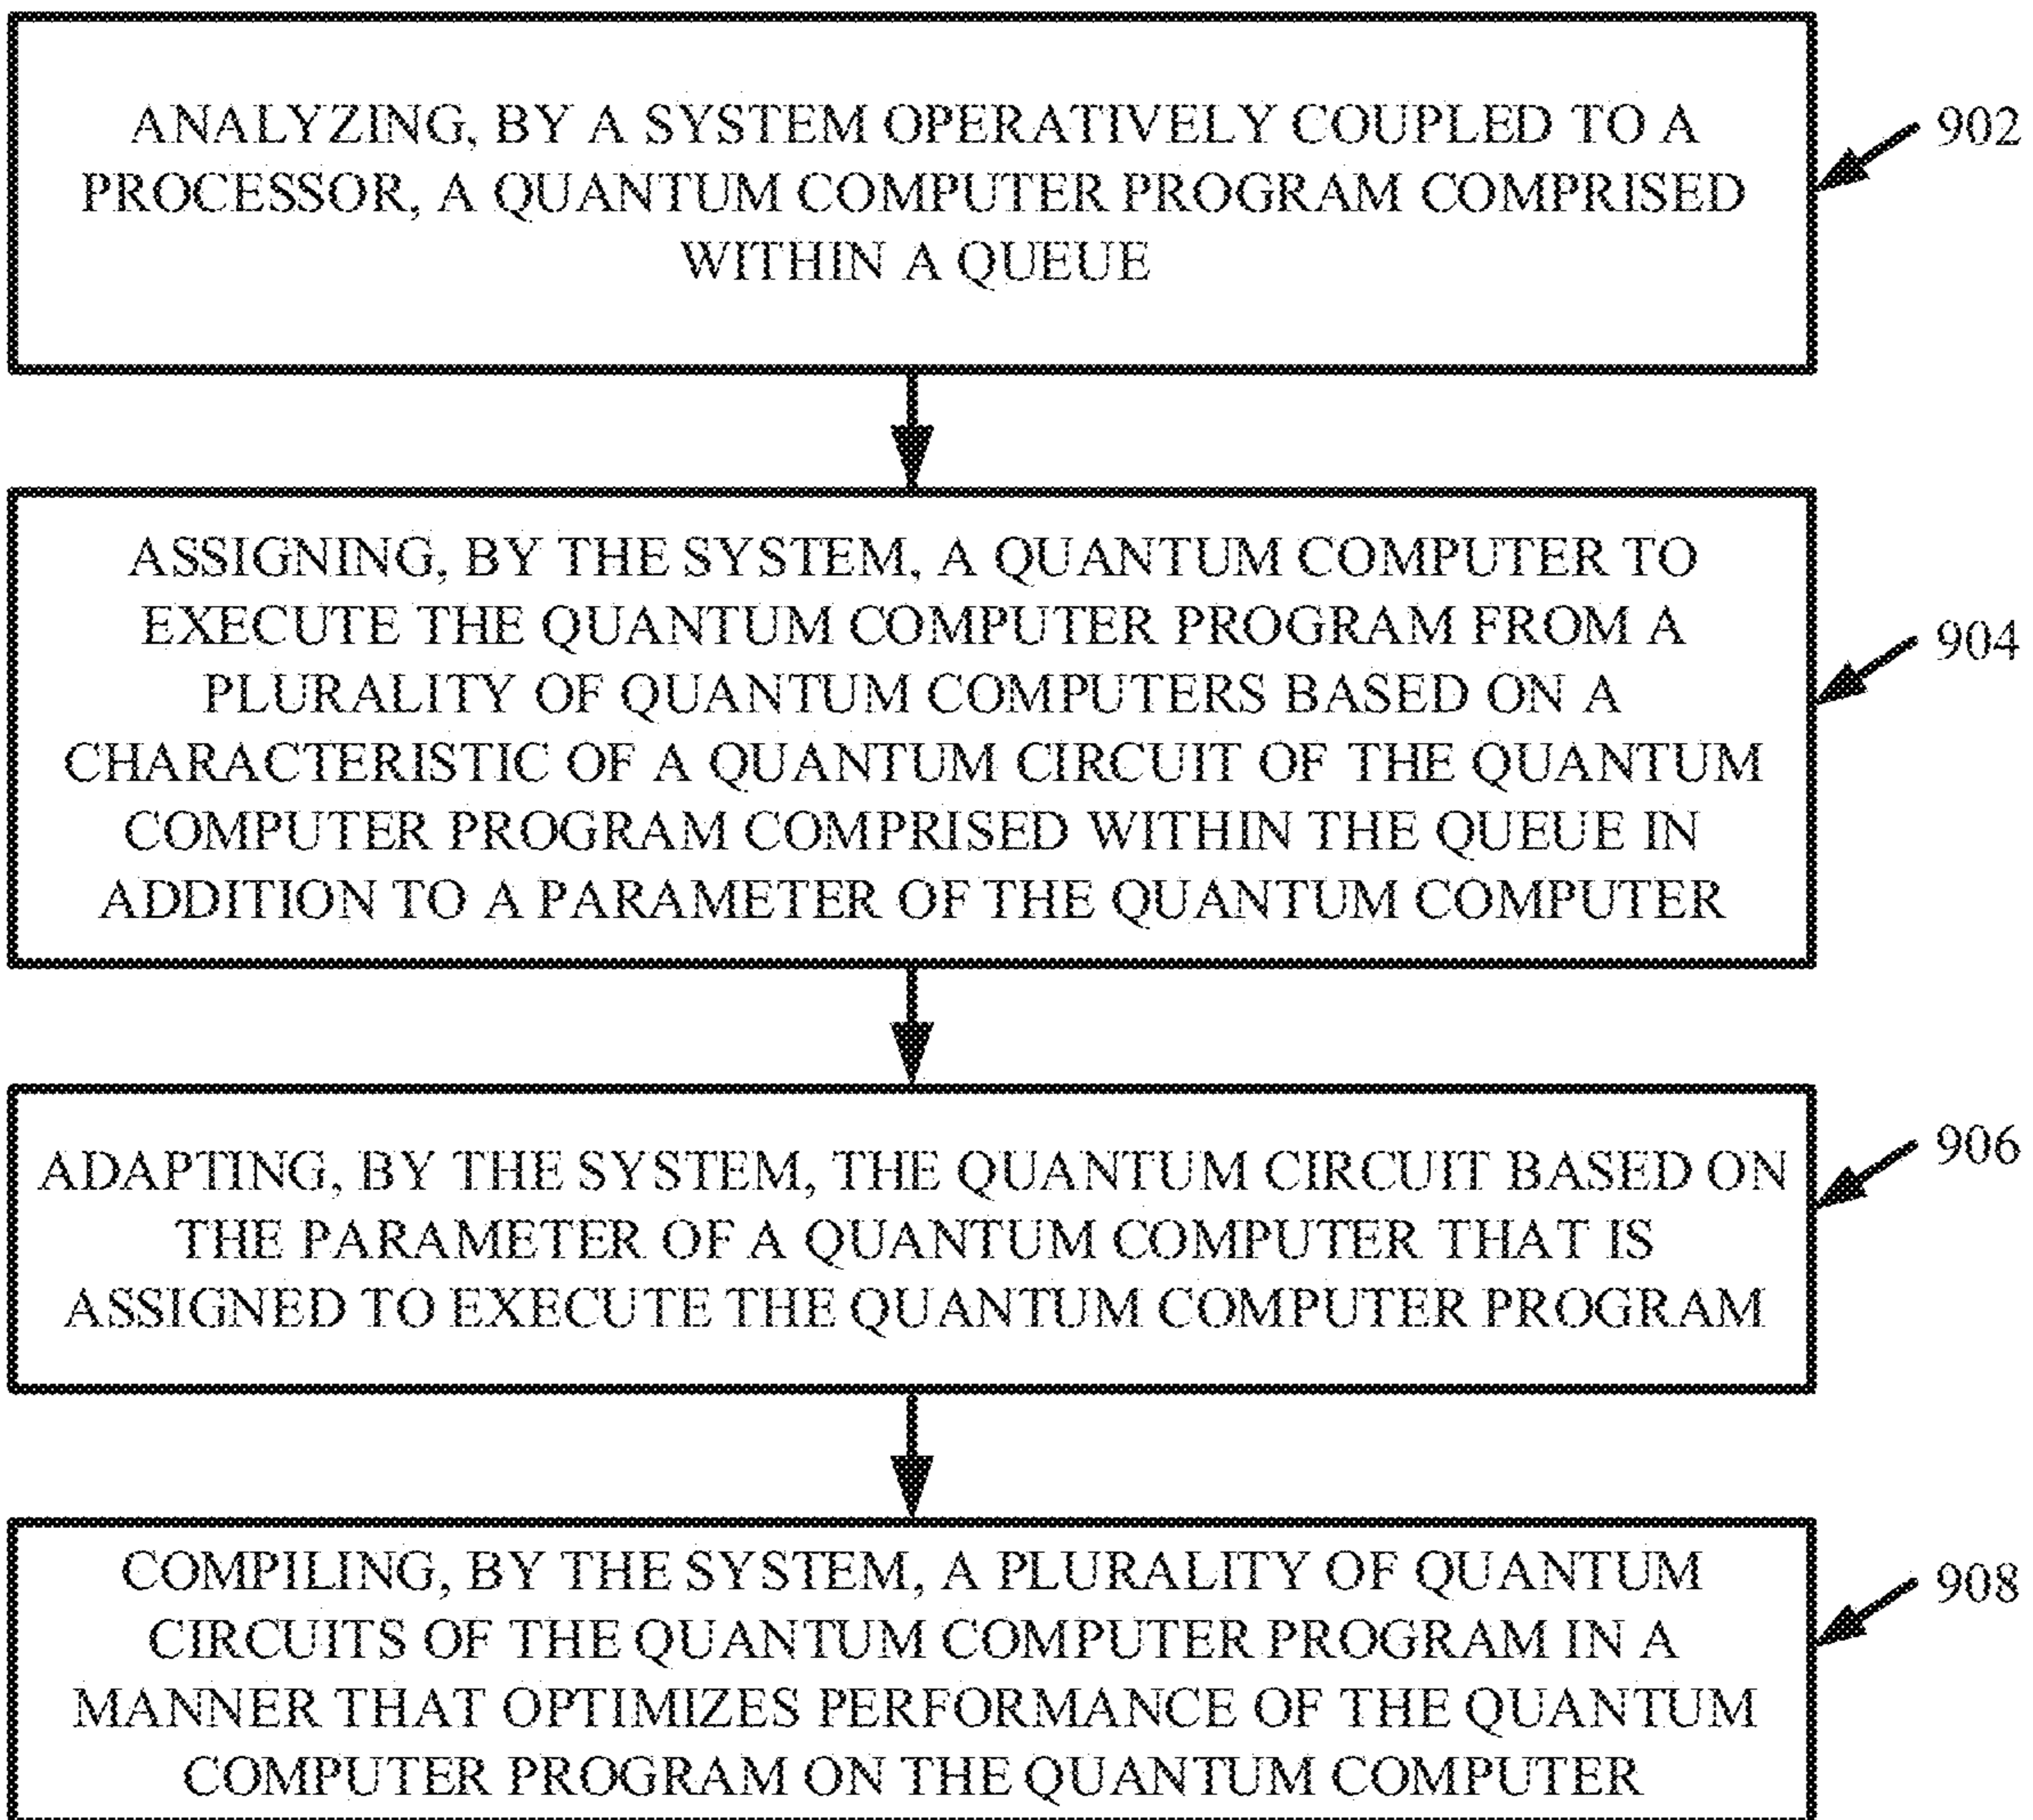 ANALYZING, BY A SYSTEM OPERATIVELY COUPLED TO A
PROCESSOR, A QUANTUM COMPUTER PROGRAM COMPRISED
WITHIN A QUEUE
902
ASSIGNING, BY THE SYSTEM, A QUANTUM COMPUTER TO
EXECUTE THE QUANTUM COMPUTER PROGRAM FROM A
PLURALITY OF QUANTUM COMPUTERS BASED ON A
CHARACTERISTIC OF A QUANTUM CIRCUIT OF THE QUANTUM
COMPUTER PROGRAM COMPRISED WITHIN THE QUEUE IN
ADDITION TO A PARAMETER OF THE QUANTUM COMPUTER
904
ADAPTING, BY THE SYSTEM, THE QUANTUM CIRCUIT BASED ON
THE PARAMETER OF A QUANTUM COMPUTER THAT IS
ASSIGNED TO EXECUTE THE QUANTUM COMPUTER PROGRAM
906
COMPILING, BY THE SYSTEM, A PLURALITY OF QUANTUM
CIRCUITS OF THE QUANTUM COMPUTER PROGRAM IN A
MANNER THAT OPTIMIZES PERFORMANCE OF THE QUANTUM
COMPUTER PROGRAM ON THE QUANTUM COMPUTER
908